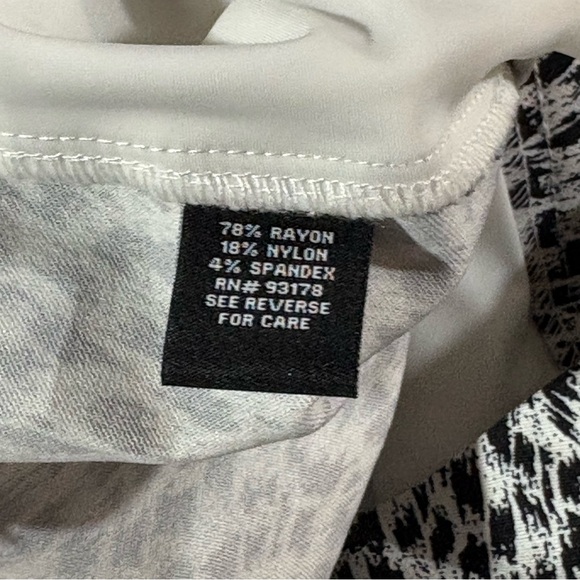 78% RAYON
18% NYLON
4% SPANDEX
RN# 93178
SEE REVERSE
FOR CARE